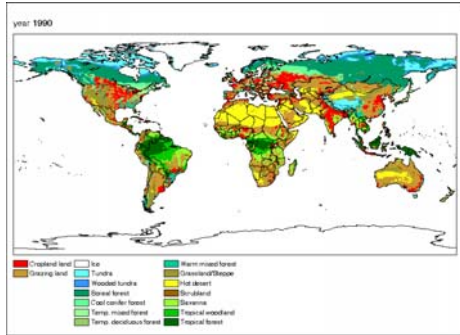 year 1990
Cropland land
Grazing land
Ice
Tundra
Wooded tundra
Boreal forest
Cool conifer forest
Temp. mixed forest
Temp. deciduous forest
Warm mixed forest
Grassland/Steppe
Hot desert
Scrubland
Savanna
Tropical woodland
Tropical forest